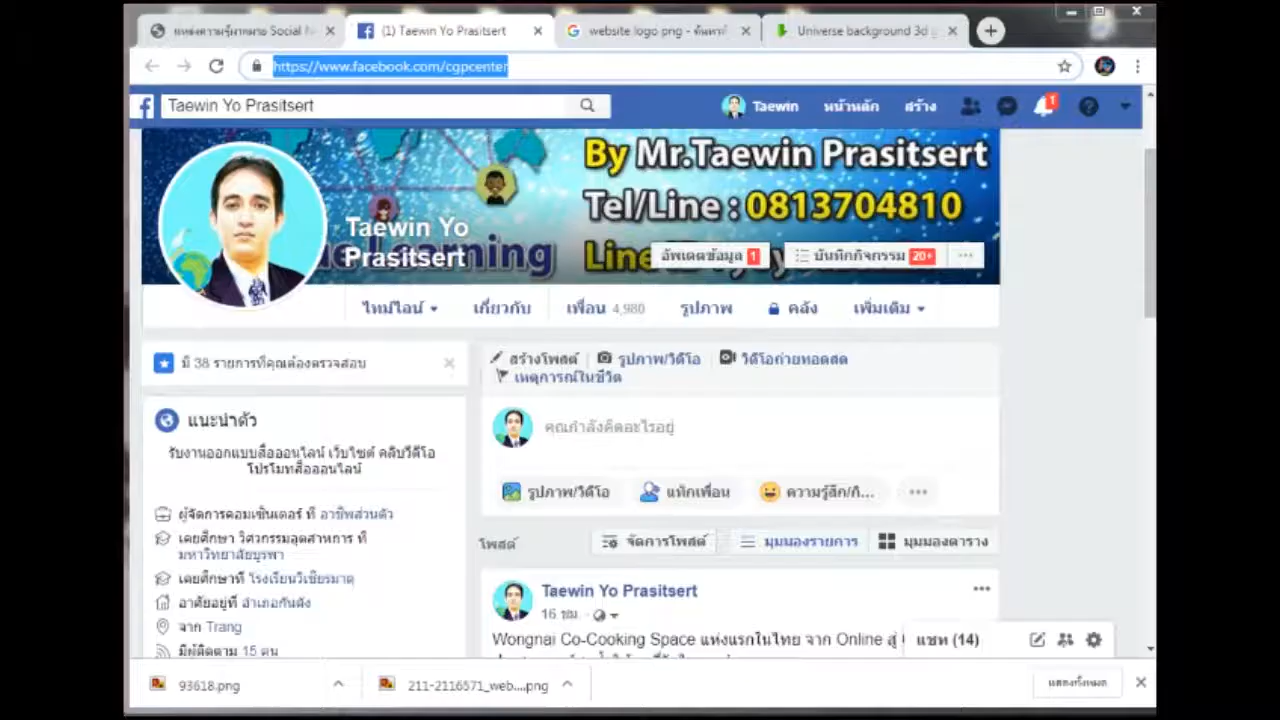 แหล่งความรู้มากมาย Social N
(1) Taewin Yo Prasitsert
website logo png - ค้นหา
Universe background 3d g
https://www.facebook.com/cgpcenter
Taewin Yo Prasitsert
Taewin
หน้าหลัก
สร้าง
1
By Mr.Taewin Prasitsert
Tel/Line : 0813704810
Taewin Yo
Prasitsert
Learning
Line
อัพเดตข้อมูล 1
บันทึกกิจกรรม 20+
ไทม์ไลน์
เกี่ยวกับ
เพื่อน 4,980
รูปภาพ
คลัง
เพิ่มเติม
มี 38 รายการที่คุณต้องตรวจสอบ
แนะนำตัว
รับงานออกแบบสื่อออนไลน์ เว็บไซต์ คลิบวีดีโอ
โปรโมทสื่อออนไลน์
ผู้จัดการคอมเซ็นเตอร์ ที่ อาชีพส่วนตัว
เคยศึกษา วิศวกรรมอุตสาหการ ที่
มหาวิทยาลัยบูรพา
เคยศึกษาที่ โรงเรียนวิเชียรมาตุ
อาศัยอยู่ที่ อำเภอกันตัง
จาก Trang
มีผู้ติดตาม 15 คน
สร้างโพสต์
รูปภาพ/วิดีโอ
วิดีโอถ่ายทอดสด
เหตุการณ์ในชีวิต
คุณกำลังคิดอะไรอยู่
รูปภาพ/วิดีโอ
แท็กเพื่อน
ความรู้สึก/กิ...
โพสต์
จัดการโพสต์
มุมมองรายการ
มุมมองตาราง
Taewin Yo Prasitsert
16 ชม.
Wongnai Co-Cooking Space แห่งแรกในไทย จาก Online สู่
แชท (14)
93618.png
211-2116571_web....png
แสดงทั้งหมด